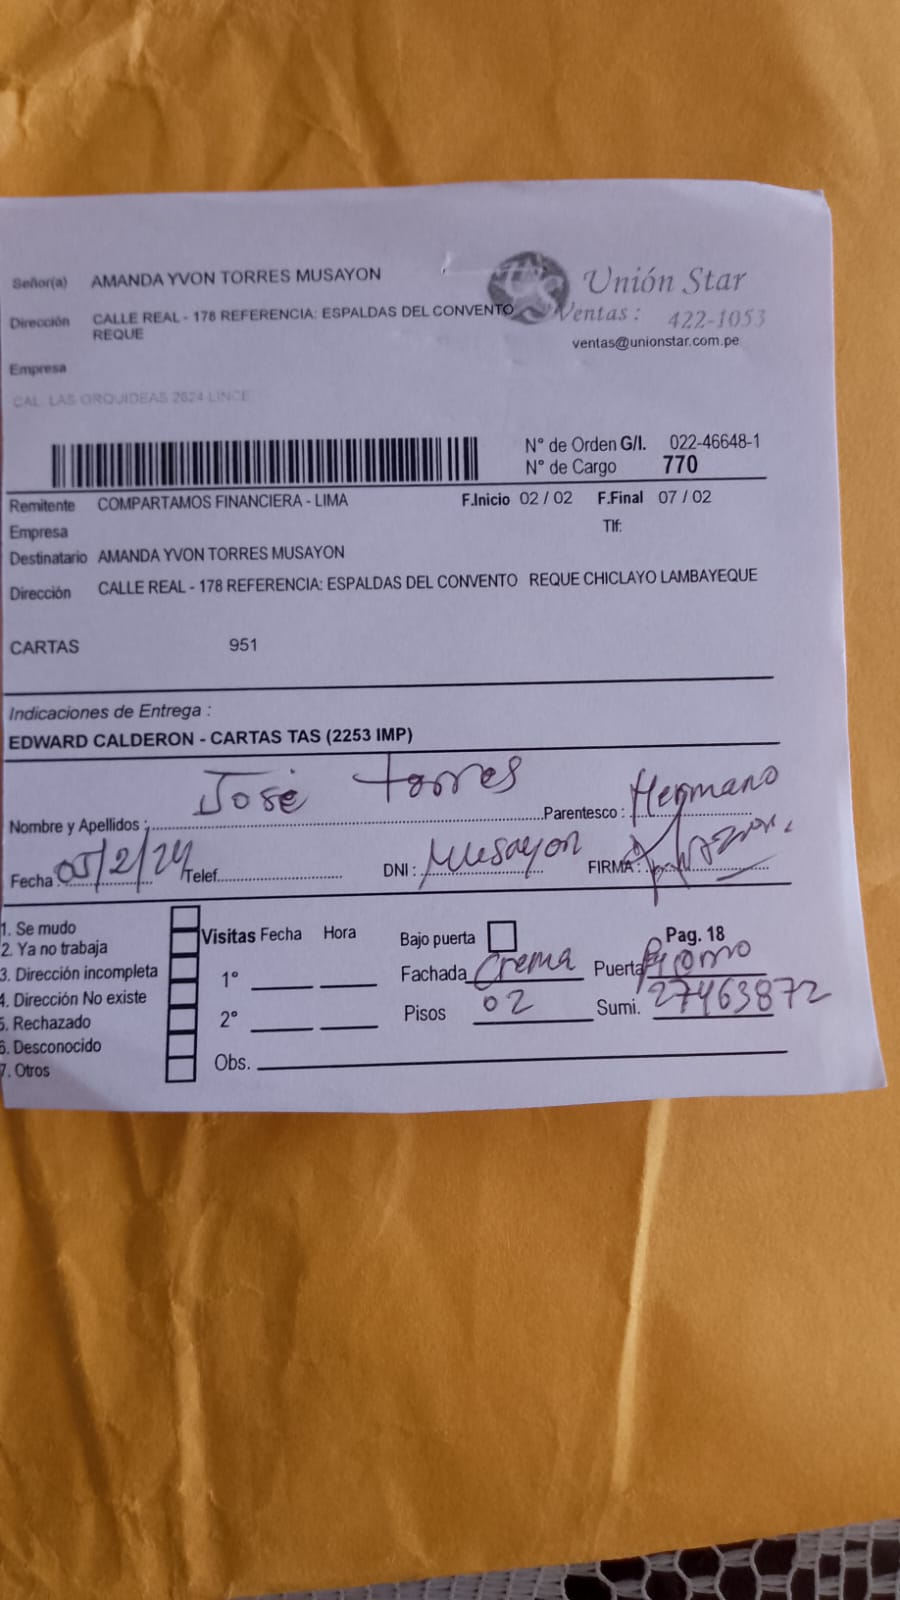 Señor(a) AMANDA YVON TORRES MUSAYON
Unión Star
Dirección CALLE REAL - 178 REFERENCIA: ESPALDAS DEL CONVENTO
REQUE
Ventas : 422-1053
ventas@unionstar.com.pe
Empresa
CAL. LAS ORQUIDEAS 2624 LINCE
N° de Orden G/I. 022-46648-1
N° de Cargo 770
Remitente COMPARTAMOS FINANCIERA - LIMA F.Inicio 02 / 02 F.Final 07 / 02
Empresa Tlf:
Destinatario AMANDA YVON TORRES MUSAYON
Dirección CALLE REAL - 178 REFERENCIA: ESPALDAS DEL CONVENTO REQUE CHICLAYO LAMBAYEQUE
CARTAS 951
Indicaciones de Entrega :
EDWARD CALDERON - CARTAS TAS (2253 IMP)
Nombre y Apellidos : José Torres Parentesco : Hermano
Fecha : 05/2/24 Telef. DNI : Musayon FIRMA :
1. Se mudo
2. Ya no trabaja
3. Dirección incompleta
4. Dirección No existe
5. Rechazado
6. Desconocido
7. Otros
Visitas Fecha Hora
1°
2°
Obs.
Bajo puerta Pag. 18
Fachada Crema Puerta
Pisos 02 Sumi. 27463872